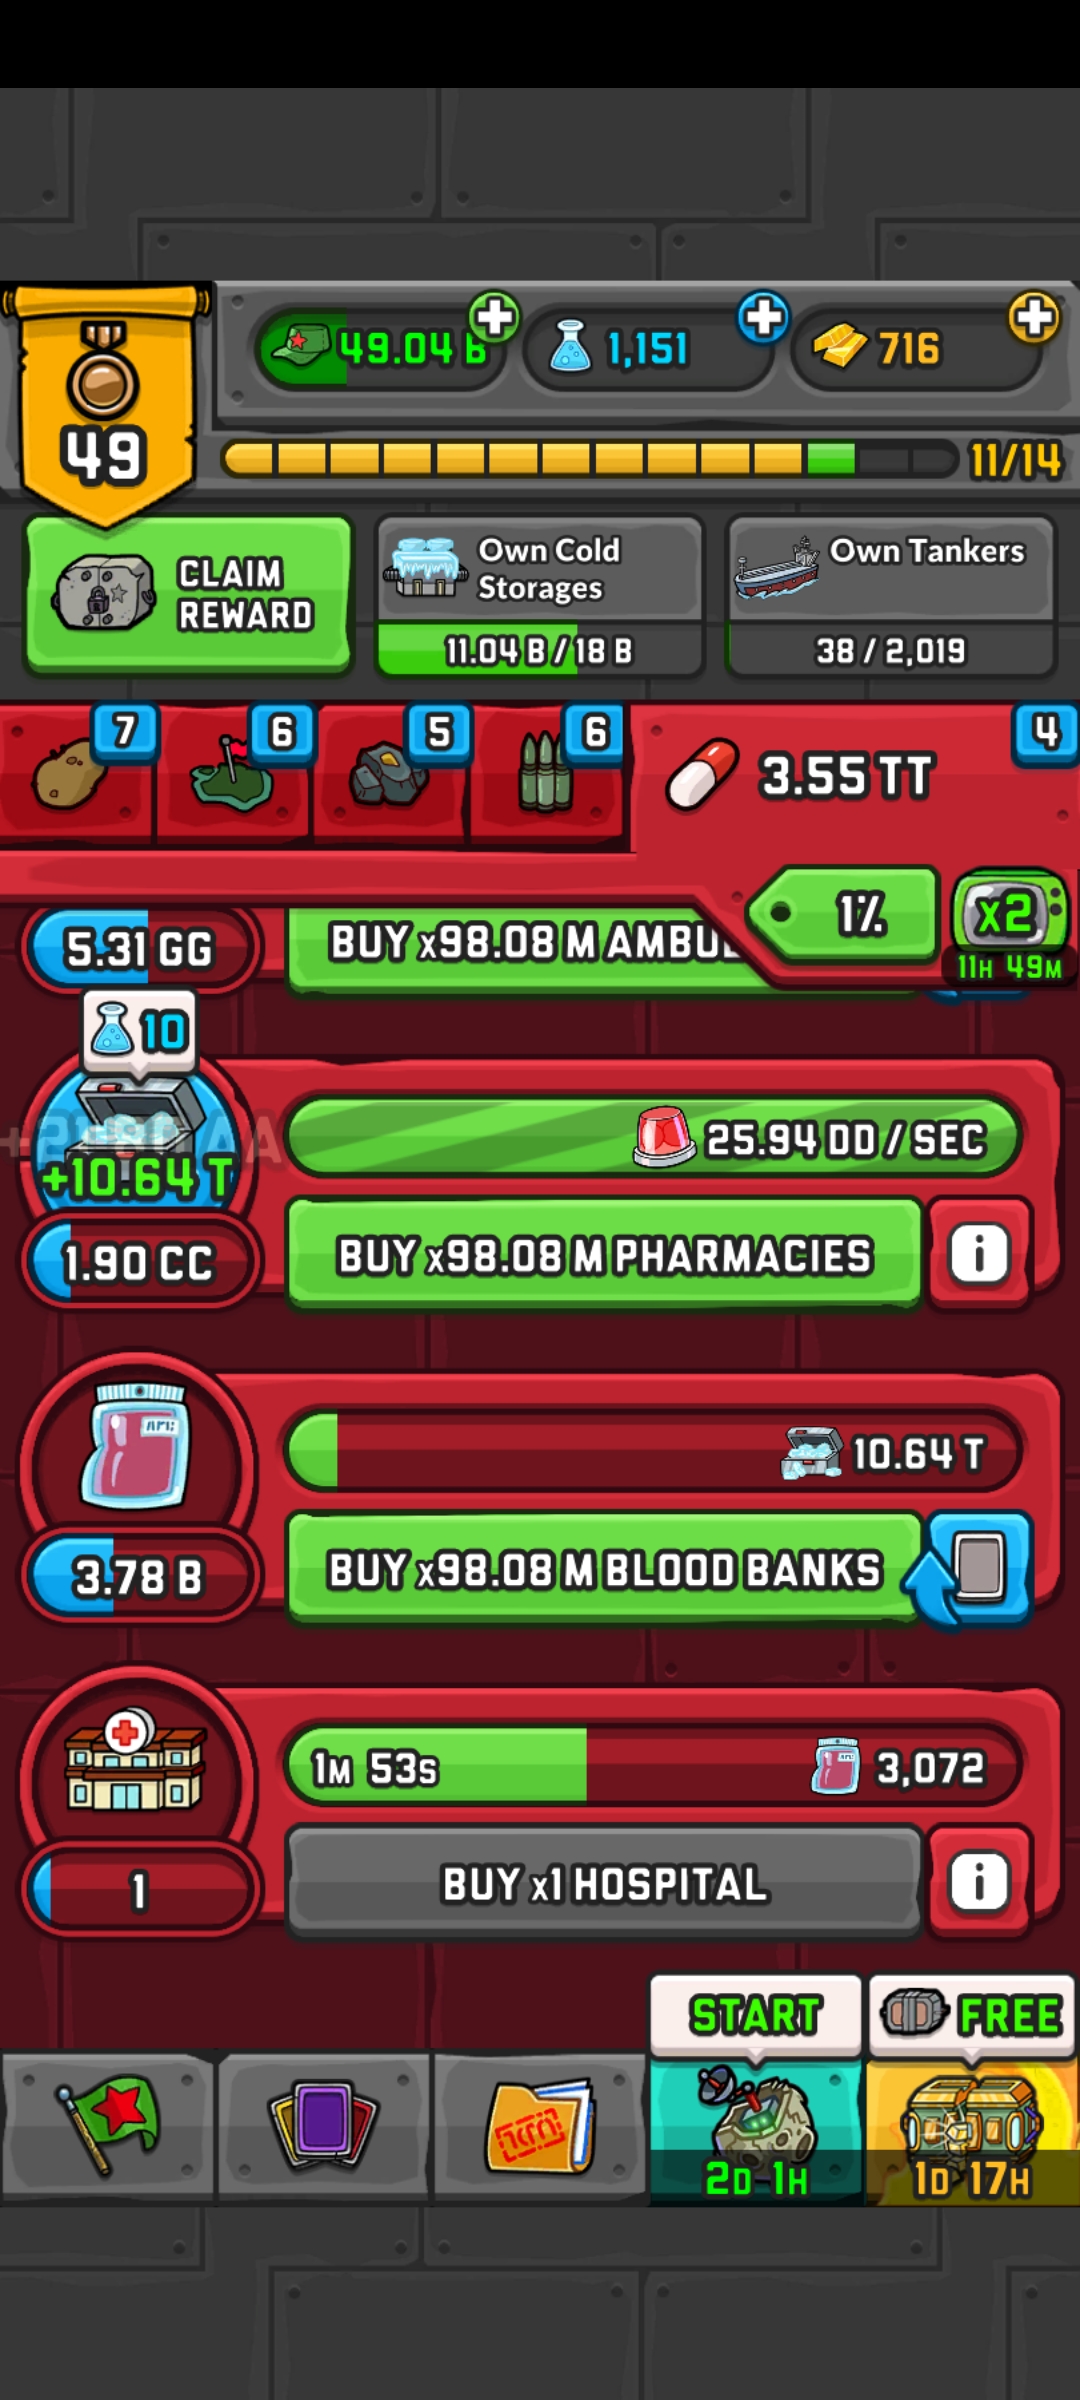 49
49.04 B
1,151
716
11/14
CLAIM
REWARD
Own Cold
Storages
11.04 B / 18 B
Own Tankers
38 / 2,019
7
6
5
6
3.55 TT
4
1%
x2
11H 49M
5.31 GG
BUY x98.08 M
10
+10.64 T
25.94 DD / SEC
1.90 CC
BUY x98.08 M PHARMACIES
i
10.64 T
3.78 B
BUY x98.08 M BLOOD BANKS
1M 53S
3,072
1
BUY x1 HOSPITAL
i
START
FREE
2D 1H
1D 17H